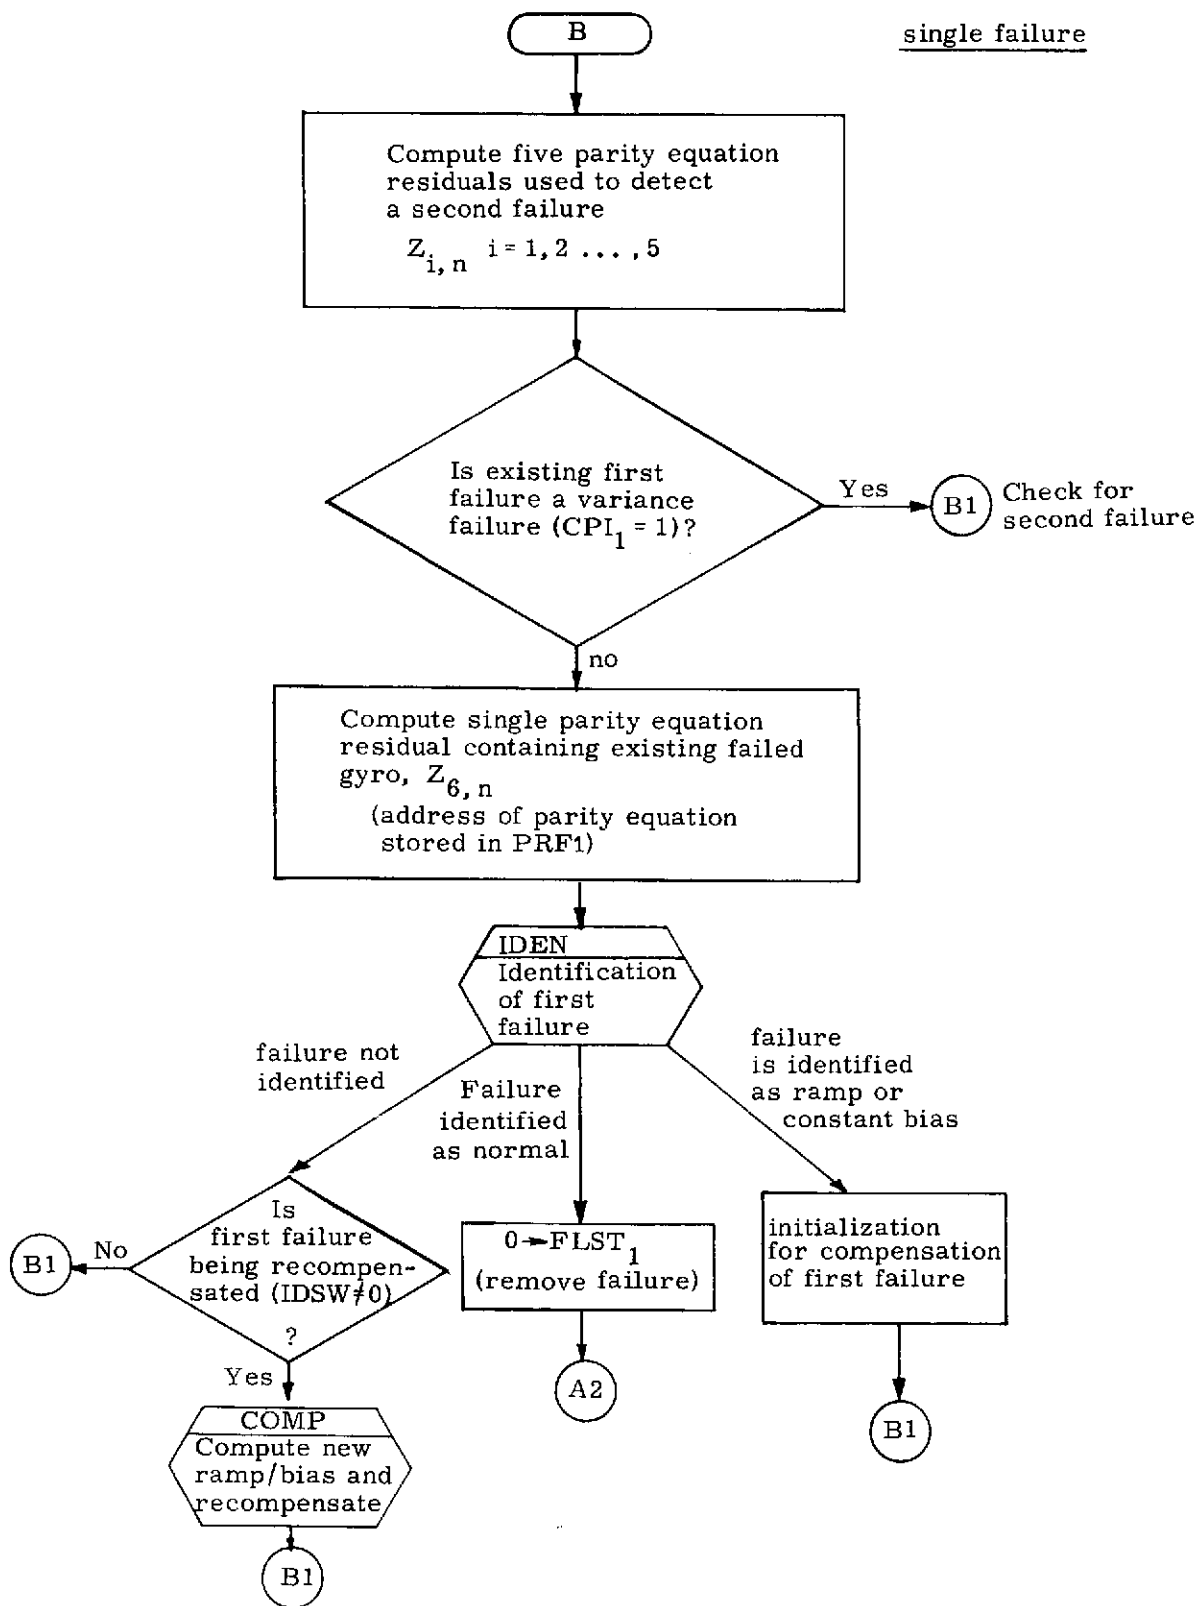 B
single failure
Compute five parity equation
residuals used to detect
a second failure
Z_{i, n} i = 1, 2 ... , 5
Is existing first
failure a variance
failure (CPI_1 = 1)?
Yes
B1
Check for
second failure
no
Compute single parity equation
residual containing existing failed
gyro, Z_{6, n}
(address of parity equation
stored in PRF1)
IDEN
Identification
of first
failure
failure not
identified
Failure
identified
as normal
failure
is identified
as ramp or
constant bias
Is
first failure
being recompen-
sated (IDSW≠0)
?
No
B1
Yes
0→FLST_1
(remove failure)
A2
initialization
for compensation
of first failure
B1
COMP
Compute new
ramp/bias and
recompensate
B1